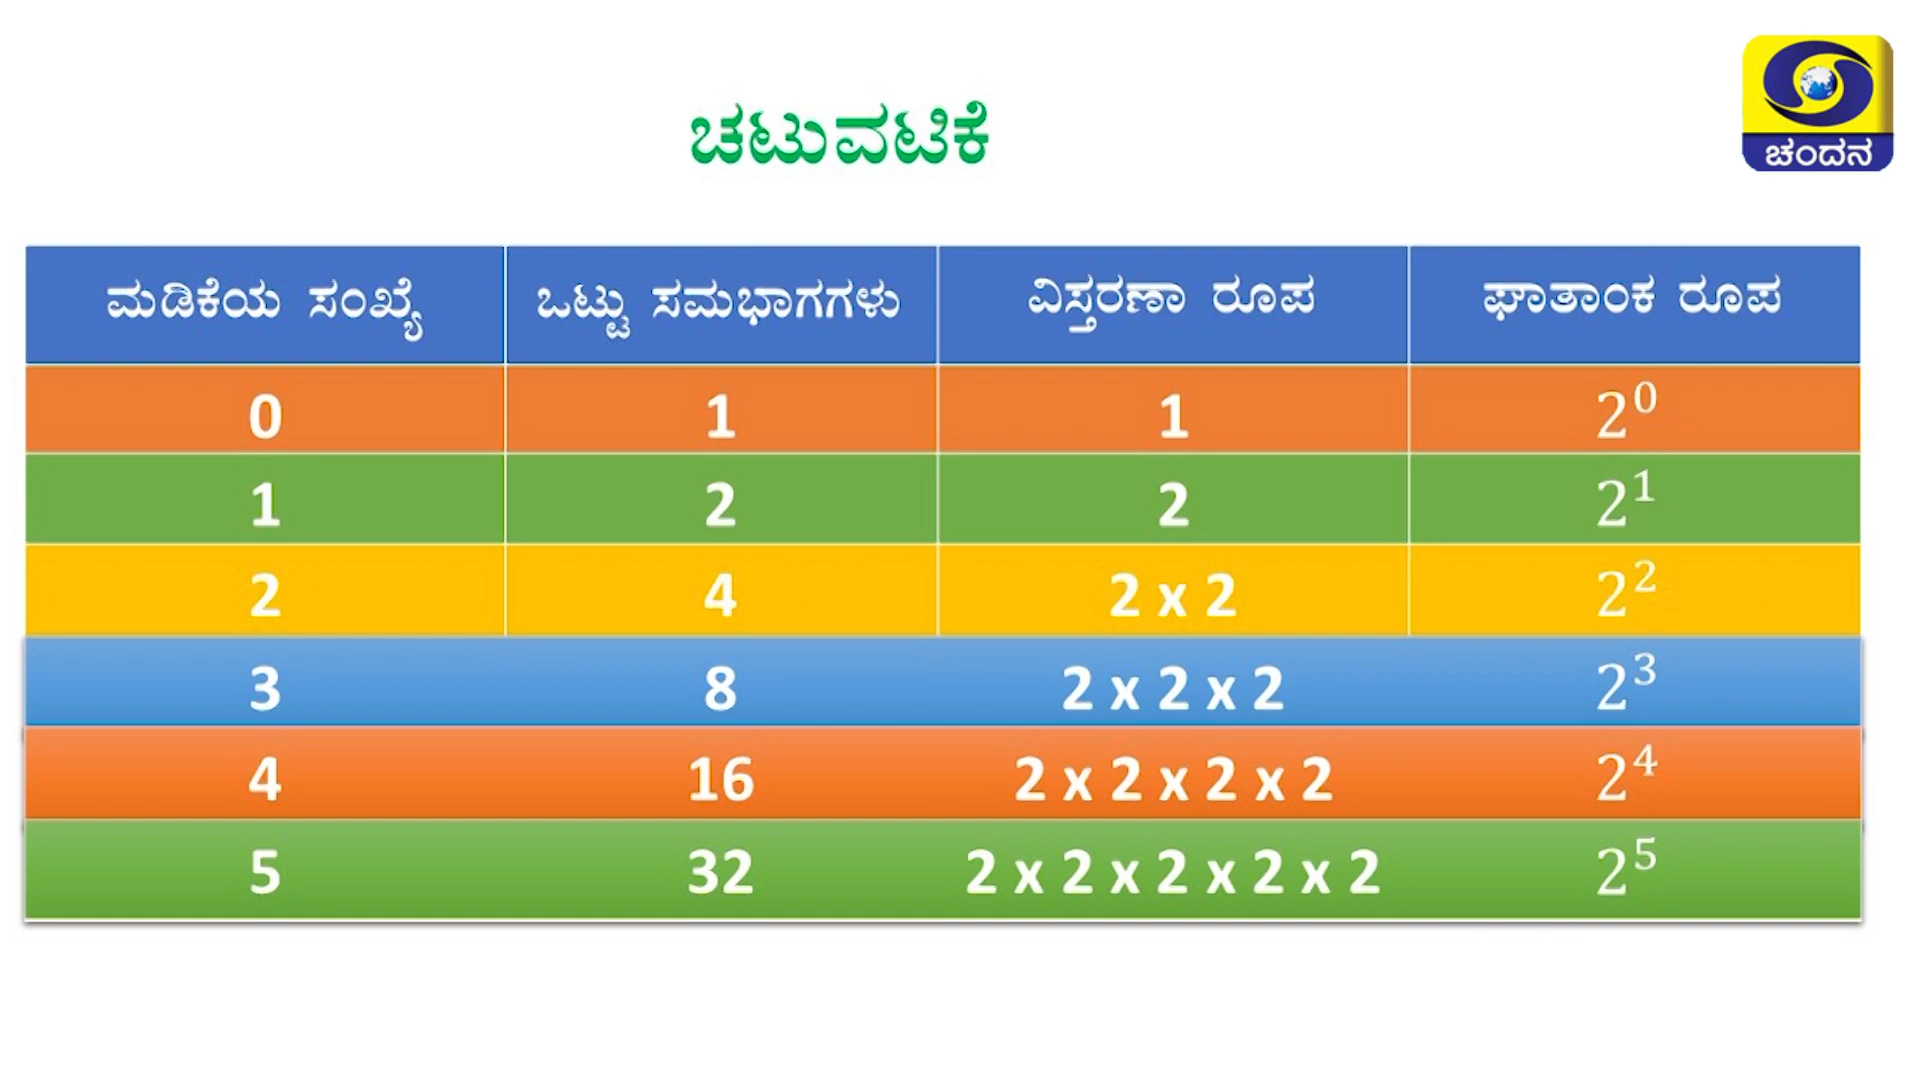 ಚಂದನ
ಚಟುವಟಿಕೆ
ಮಡಿಕೆಯ ಸಂಖ್ಯೆ ಒಟ್ಟು ಸಮಭಾಗಗಳು ವಿಸ್ತರಣಾ ರೂಪ ಘಾತಾಂಕ ರೂಪ
0 1 1 2⁰
1 2 2 2¹
2 4 2 x 2 2²
3 8 2 x 2 x 2 2³
4 16 2 x 2 x 2 x 2 2⁴
5 32 2 x 2 x 2 x 2 x 2 2⁵